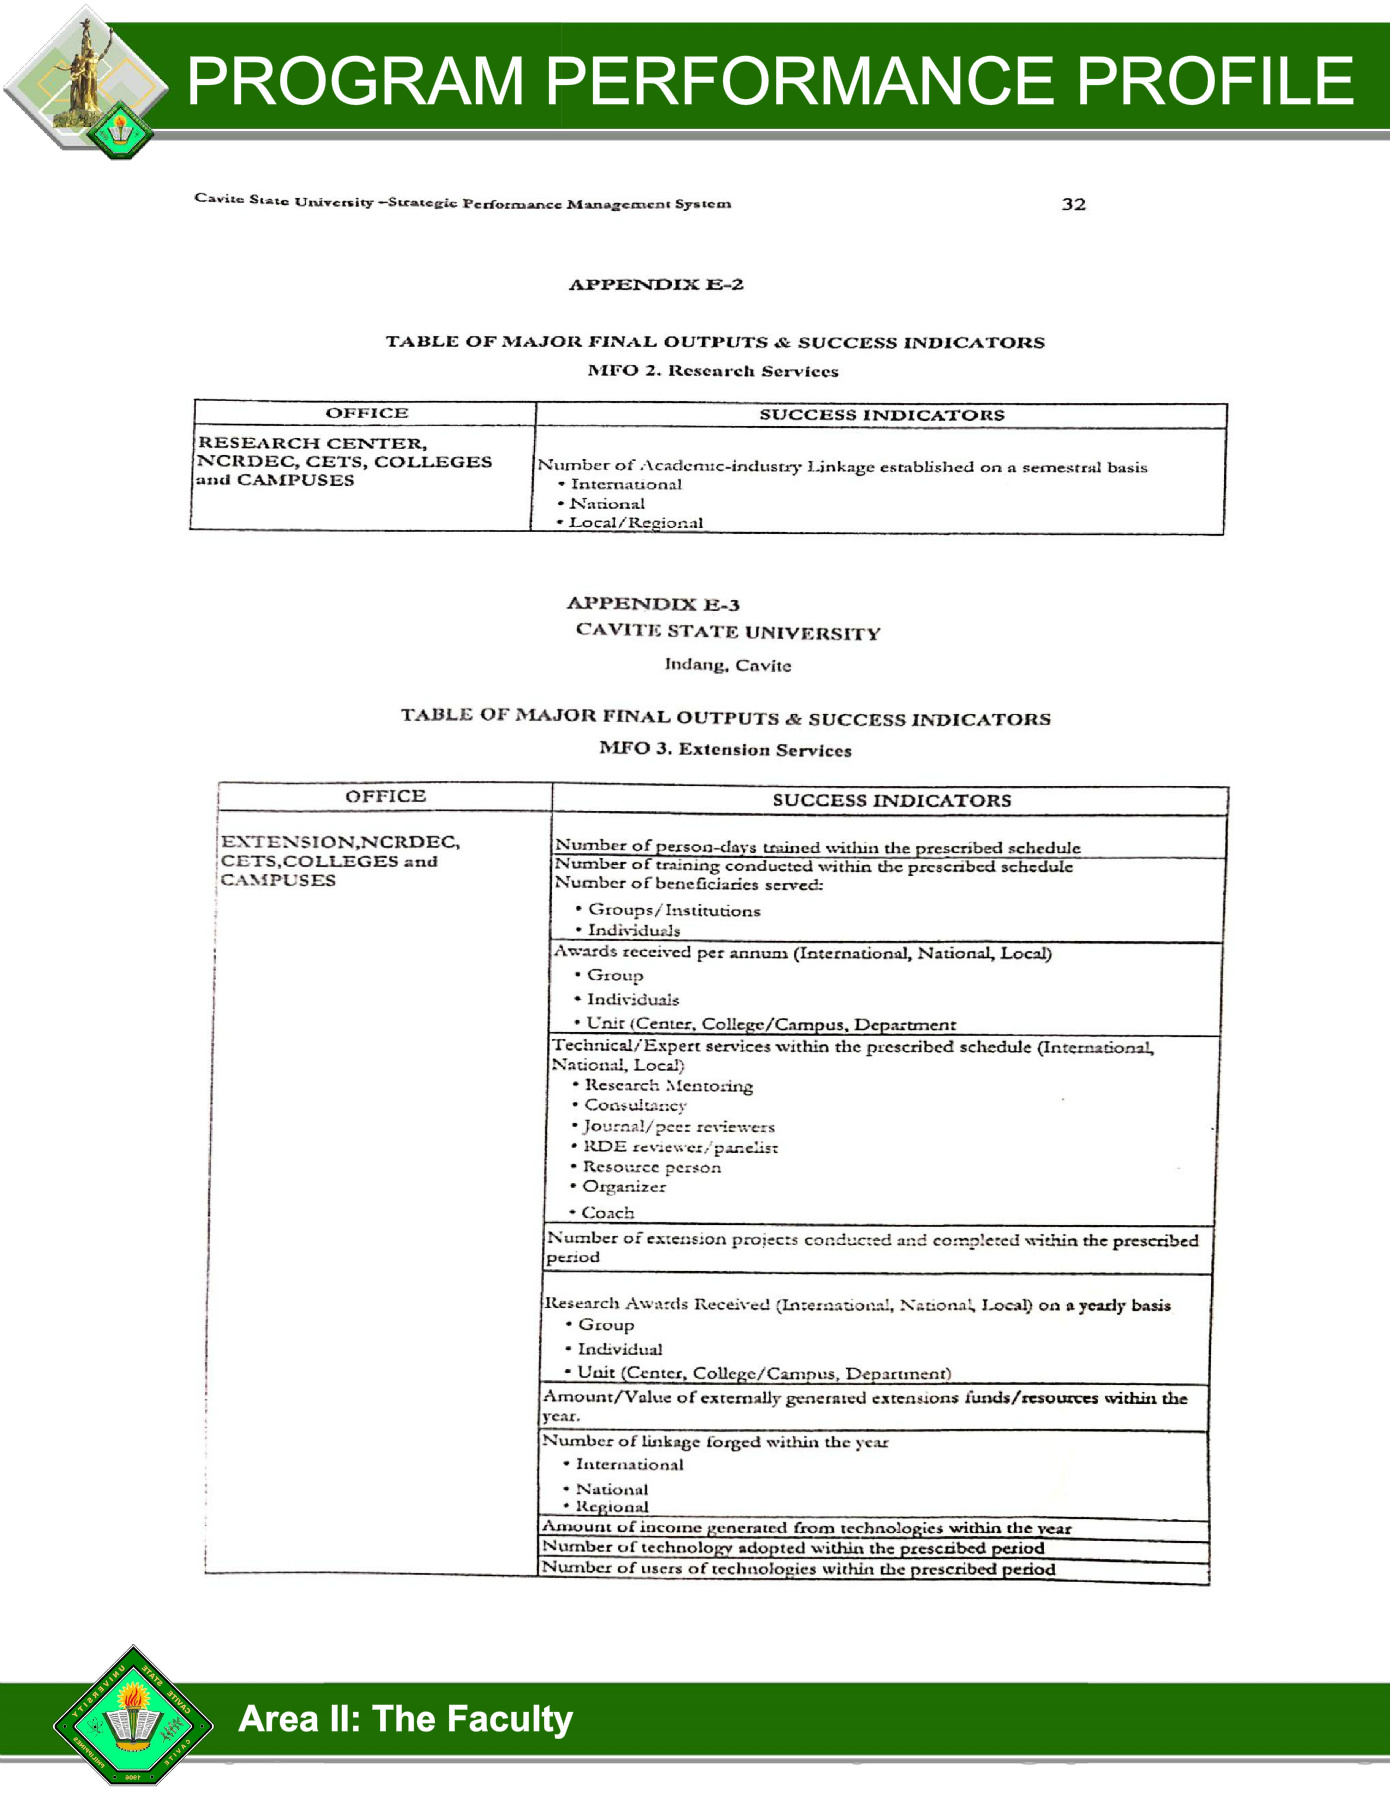 PROGRAM PERFORMANCE PROFILE
Cavite State University –Strategic Performance Management System 32
APPENDIX E-2
TABLE OF MAJOR FINAL OUTPUTS & SUCCESS INDICATORS
MFO 2. Research Services
OFFICE SUCCESS INDICATORS
RESEARCH CENTER,
NCRDEC, CETS, COLLEGES
and CAMPUSES
Number of Academic-industry Linkage established on a semestral basis
• International
• National
• Local/Regional
APPENDIX E-3
CAVITE STATE UNIVERSITY
Indang, Cavite
TABLE OF MAJOR FINAL OUTPUTS & SUCCESS INDICATORS
MFO 3. Extension Services
OFFICE SUCCESS INDICATORS
EXTENSION,NCRDEC,
CETS,COLLEGES and
CAMPUSES
Number of person-days trained within the prescribed schedule
Number of training conducted within the prescribed schedule
Number of beneficiaries served:
• Groups/Institutions
• Individuals
Awards received per annum (International, National, Local)
• Group
• Individuals
• Unit (Center, College/Campus, Department
Technical/Expert services within the prescribed schedule (International,
National, Local)
• Research Mentoring
• Consultancy
• Journal/peer reviewers
• RDE reviewer/panelist
• Resource person
• Organizer
• Coach
Number of extension projects conducted and completed within the prescribed
period
Research Awards Received (International, National, Local) on a yearly basis
• Group
• Individual
• Unit (Center, College/Campus, Department)
Amount/Value of externally generated extensions funds/resources within the
year.
Number of linkage forged within the year
• International
• National
• Regional
Amount of income generated from technologies within the year
Number of technology adopted within the prescribed period
Number of users of technologies within the prescribed period
CAVITE STATE UNIVERSITY
CAVITE PHILIPPINES
1906
Area II: The Faculty